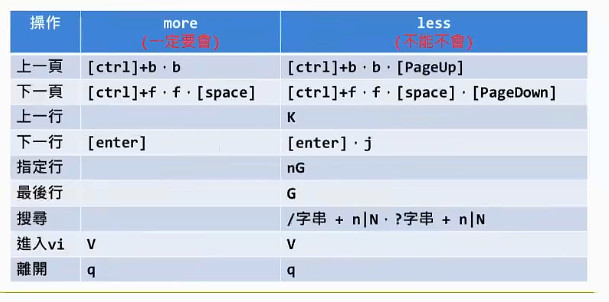 操作 more less
(一定要會) (不能不會)
上一頁 [ctrl]+b、b [ctrl]+b、b、[PageUp]
下一頁 [ctrl]+f、f、[space] [ctrl]+f、f、[space]、[PageDown]
上一行 K
下一行 [enter] [enter]、j
指定行 nG
最後行 G
搜尋 /字串 + n|N、?字串 + n|N
進入vi V V
離開 q q